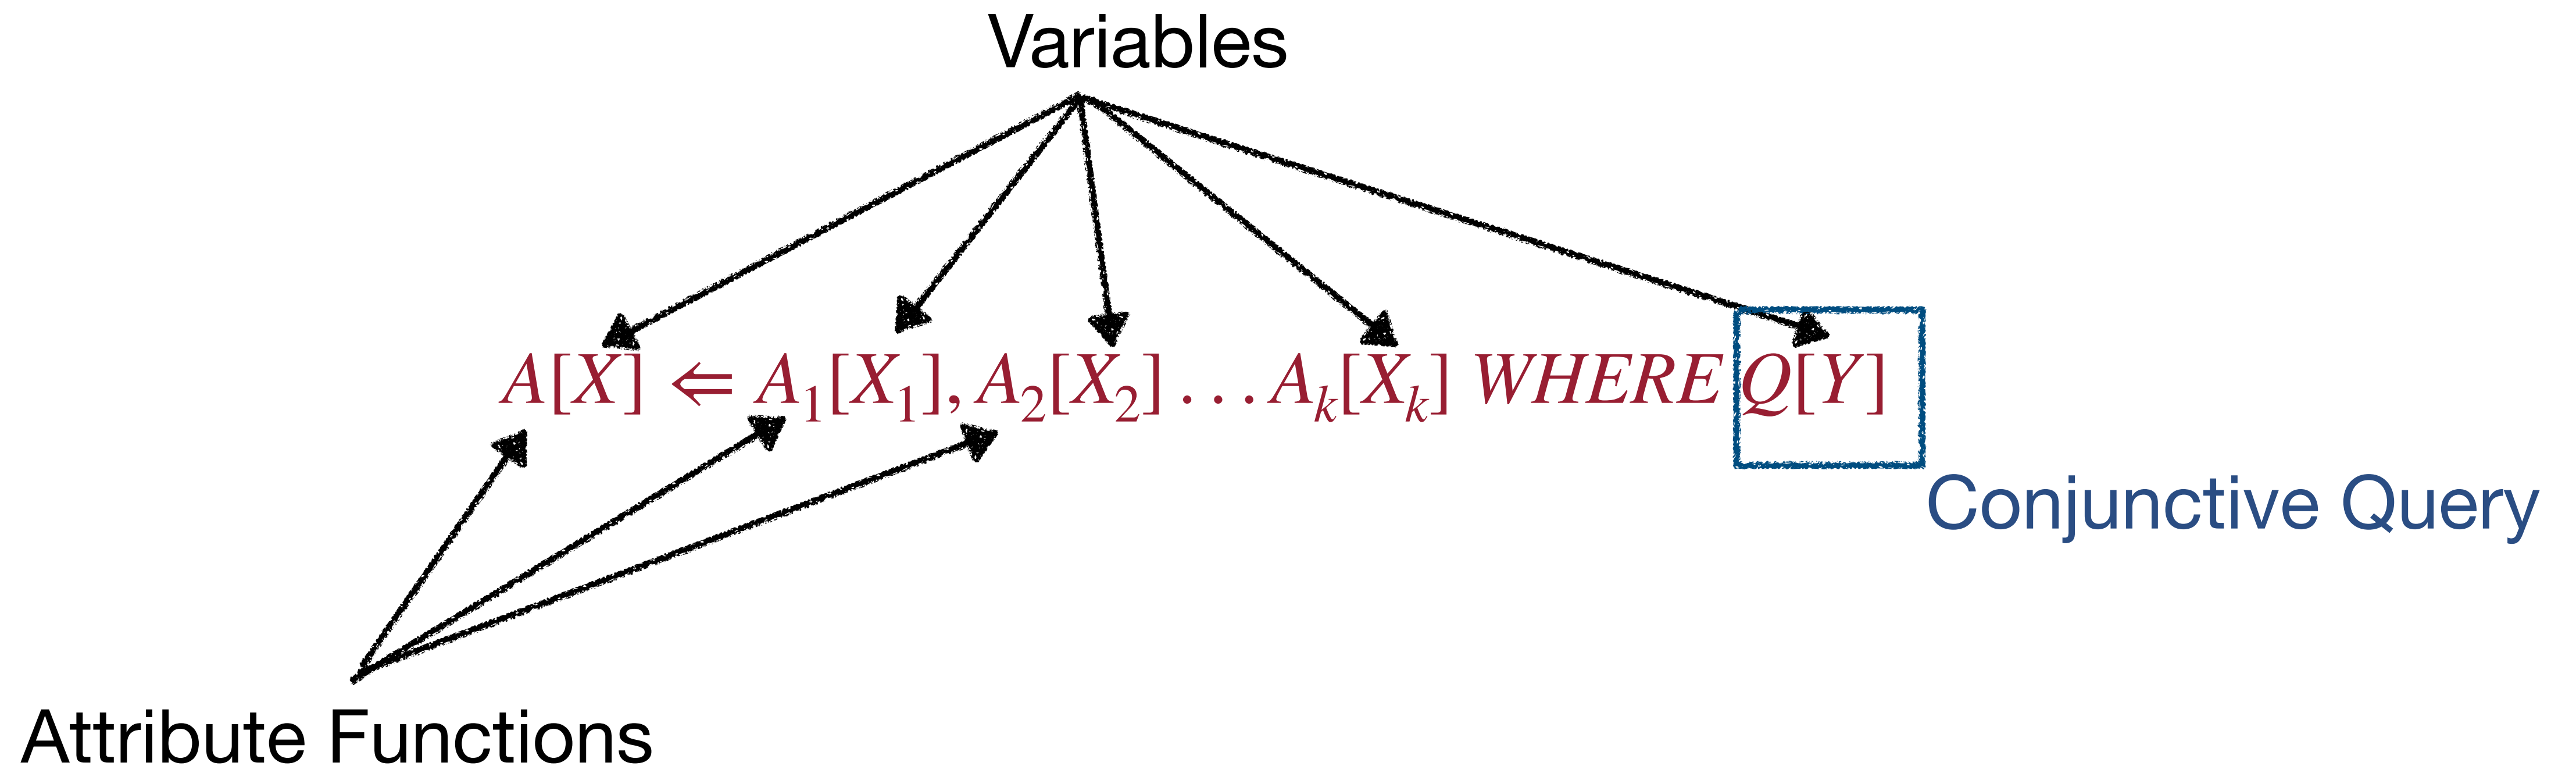 Variables
A[X] ⇐ A₁[X₁], A₂[X₂] … Aₖ[Xₖ] WHERE Q[Y]
Conjunctive Query
Attribute Functions